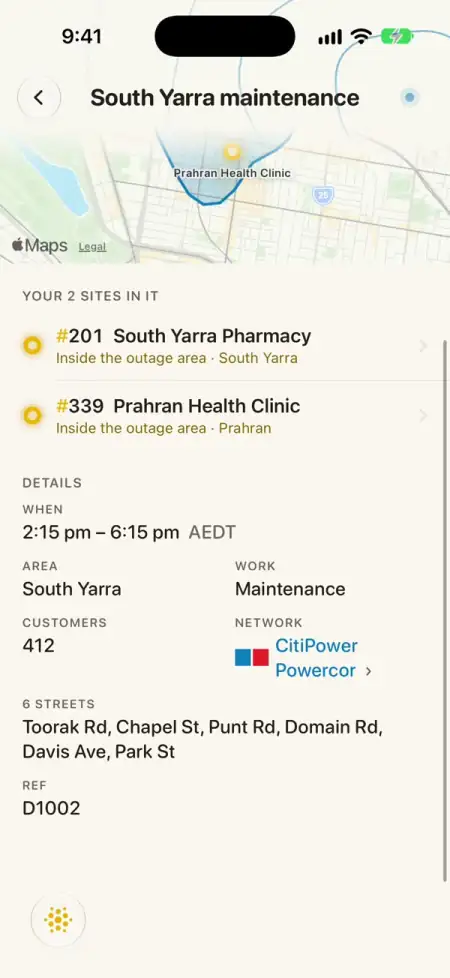 9:41
South Yarra maintenance
Prahran Health Clinic
26
Maps Legal
YOUR 2 SITES IN IT
#201 South Yarra Pharmacy
Inside the outage area · South Yarra
#339 Prahran Health Clinic
Inside the outage area · Prahran
DETAILS
WHEN
2:15 pm – 6:15 pm AEDT
AREA
South Yarra
WORK
Maintenance
CUSTOMERS
412
NETWORK
CitiPower
Powercor
6 STREETS
Toorak Rd, Chapel St, Punt Rd, Domain Rd,
Davis Ave, Park St
REF
D1002